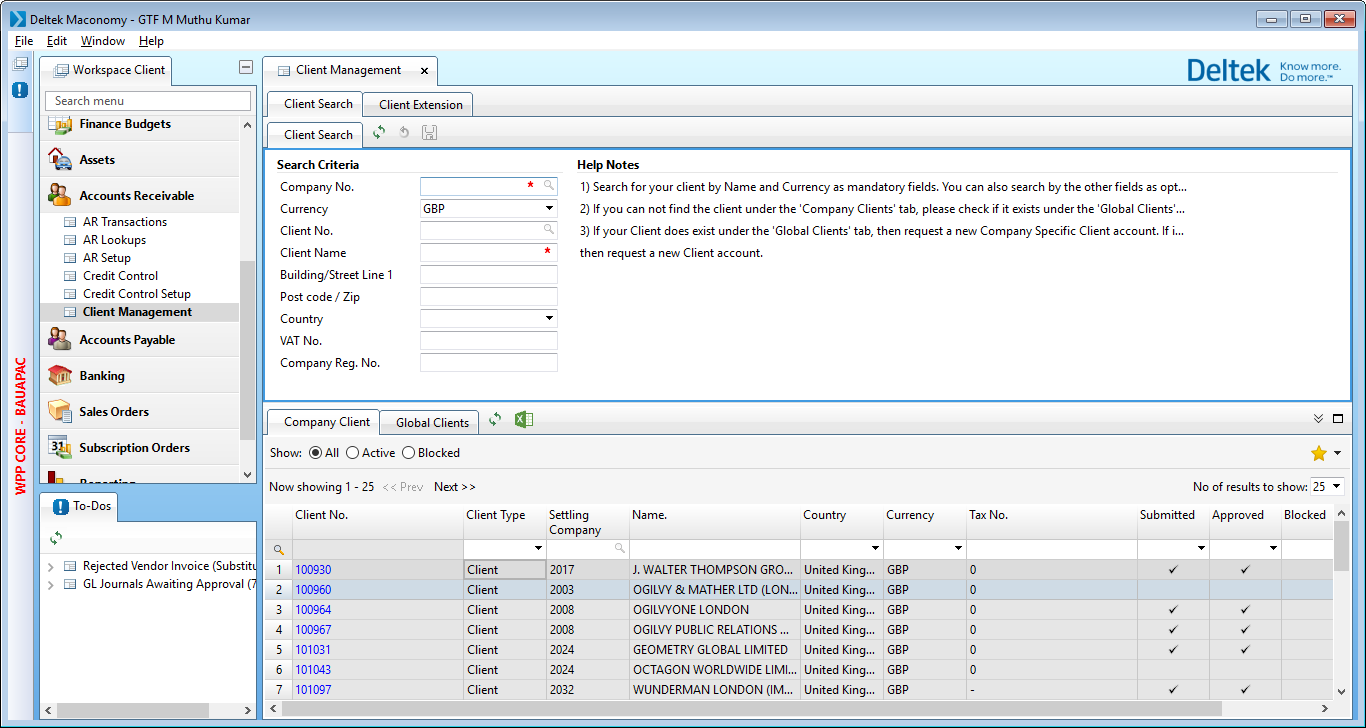 Deltek Maconomy - GTF M Muthu Kumar
File Edit Window Help
Workspace Client
Client Management
Deltek Know more. Do more.™
Search menu
Client Search Client Extension
Finance Budgets
Client Search
Assets
Accounts Receivable
AR Transactions
AR Lookups
AR Setup
Credit Control
Credit Control Setup
Client Management
Accounts Payable
Banking
Sales Orders
31 Subscription Orders
Reporting
WPP CORE - BAUAPAC
To-Dos
Rejected Vendor Invoice (Substitu
GL Journals Awaiting Approval (7
Search Criteria
Company No. *
Currency GBP
Client No.
Client Name *
Building/Street Line 1
Post code / Zip
Country
VAT No.
Company Reg. No.
Help Notes
1) Search for your client by Name and Currency as mandatory fields. You can also search by the other fields as opt...
2) If you can not find the client under the 'Company Clients' tab, please check if it exists under the 'Global Clients'...
3) If your Client does exist under the 'Global Clients' tab, then request a new Company Specific Client account. If i...
then request a new Client account.
Company Client Global Clients
Show: All Active Blocked
Now showing 1 - 25 << Prev Next >> No of results to show: 25
Client No. Client Type Settling Company Name. Country Currency Tax No. Submitted Approved Blocked
1 100930 Client 2017 J. WALTER THOMPSON GRO... United King... GBP 0 ✓ ✓
2 100960 Client 2003 OGILVY & MATHER LTD (LON... United King... GBP 0
3 100964 Client 2008 OGILVYONE LONDON United King... GBP 0 ✓ ✓
4 100967 Client 2008 OGILVY PUBLIC RELATIONS ... United King... GBP 0 ✓ ✓
5 101031 Client 2024 GEOMETRY GLOBAL LIMITED United King... GBP 0 ✓ ✓
6 101043 Client 2024 OCTAGON WORLDWIDE LIMI... United King... GBP 0
7 101097 Client 2032 WUNDERMAN LONDON (IM... United King... GBP - ✓ ✓